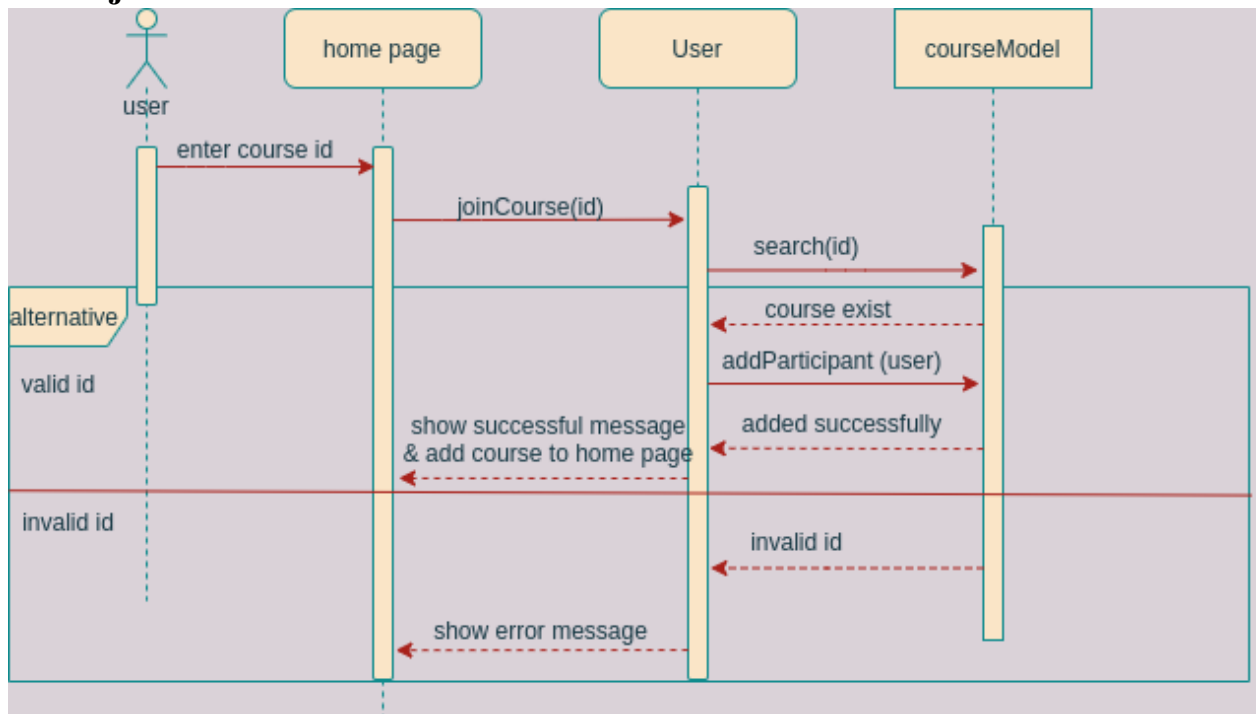 home page
User
courseModel
user
enter course id
joinCourse(id)
search(id)
alternative
course exist
addParticipant (user)
valid id
show successful message
& add course to home page
added successfully
invalid id
invalid id
show error message